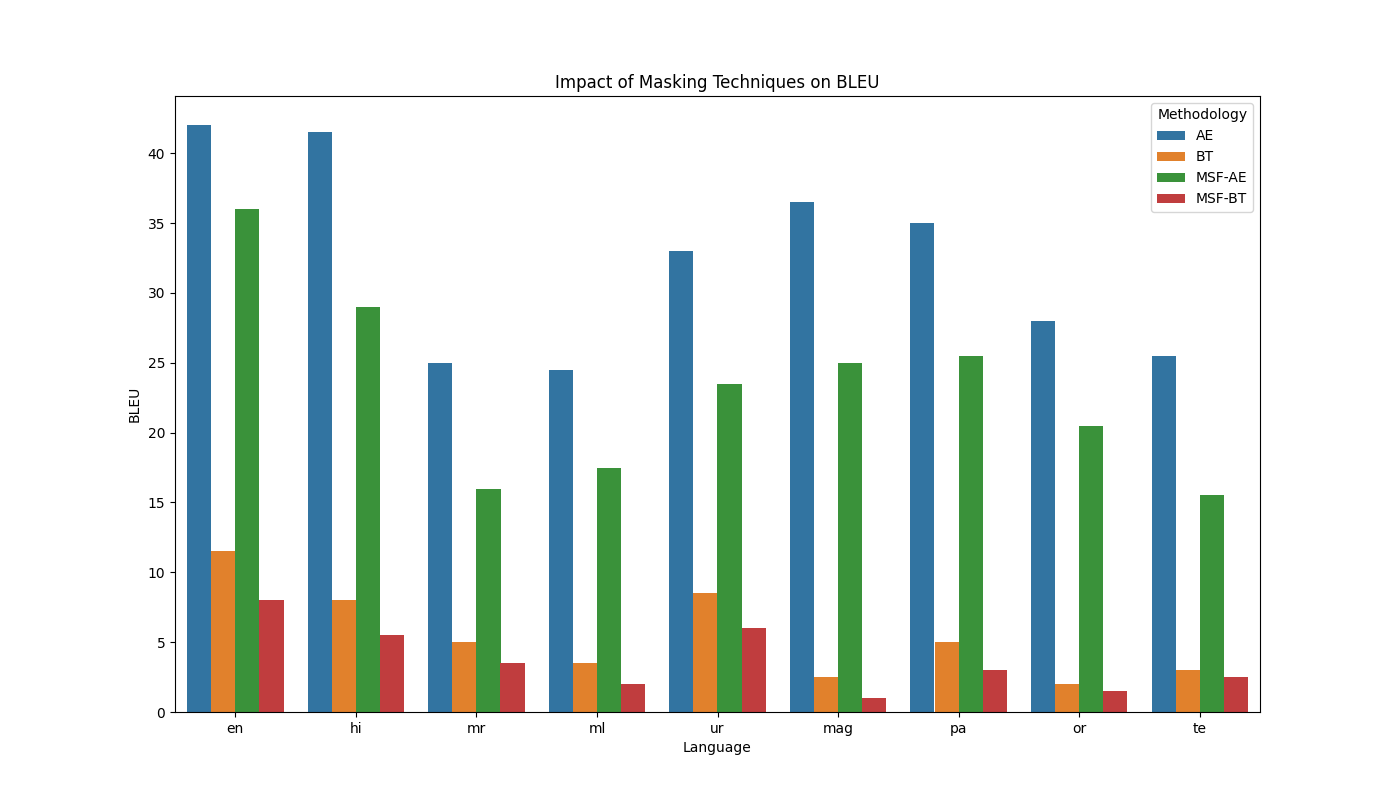 Impact of Masking Techniques on BLEU
Methodology
AE
BT
MSF-AE
MSF-BT
BLEU
40
35
30
25
20
15
10
5
0
en hi mr ml ur mag pa or te
Language